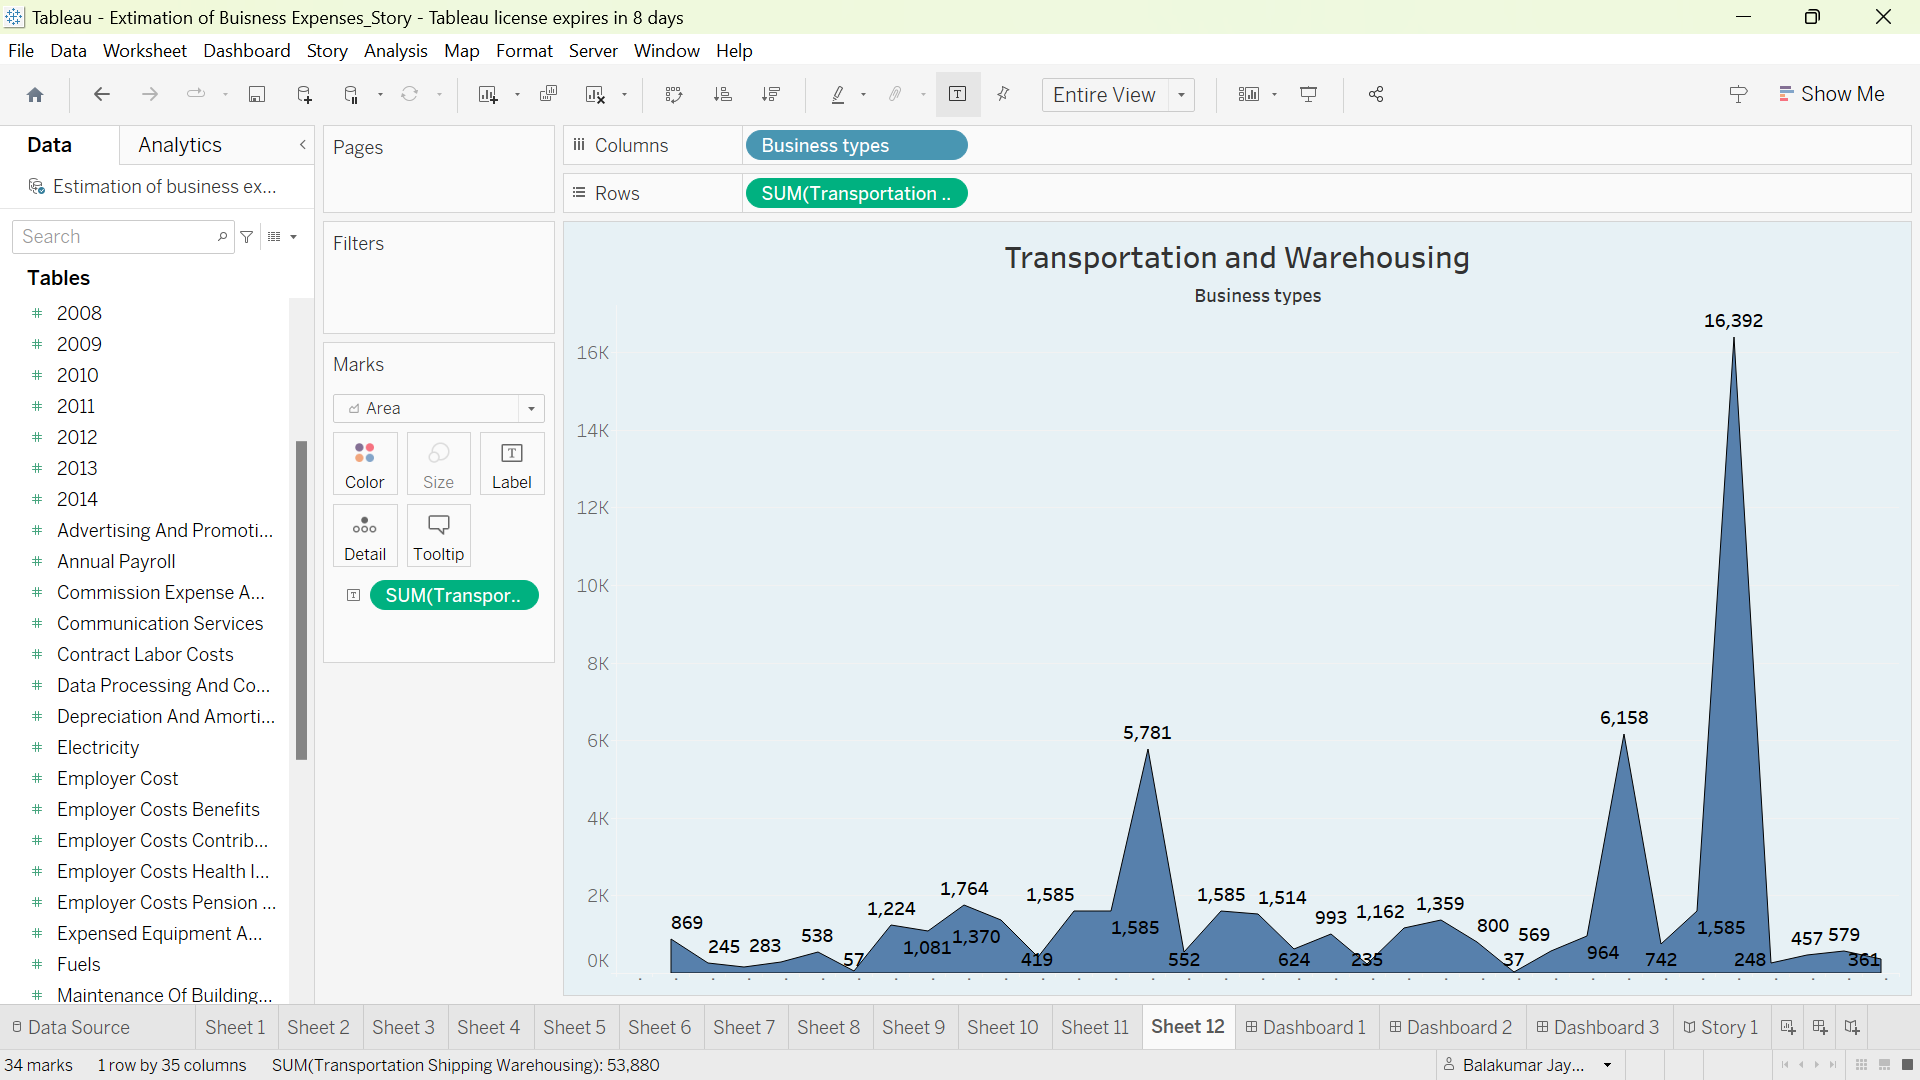 Tableau - Extimation of Buisness Expenses_Story - Tableau license expires in 8 days
File Data Worksheet Dashboard Story Analysis Map Format Server Window Help
Entire View
Show Me
Data
Analytics
Estimation of business ex...
Search
Tables
2008
2009
2010
2011
2012
2013
2014
Advertising And Promoti...
Annual Payroll
Commission Expense A...
Communication Services
Contract Labor Costs
Data Processing And Co...
Depreciation And Amorti...
Electricity
Employer Cost
Employer Costs Benefits
Employer Costs Contrib...
Employer Costs Health I...
Employer Costs Pension ...
Expensed Equipment A...
Fuels
Maintenance Of Building...
Pages
Filters
Marks
Area
Color Size Label
Detail Tooltip
SUM(Transpor..
Columns Business types
Rows SUM(Transportation ..
Transportation and Warehousing
Business types
16K
14K
12K
10K
8K
6K
4K
2K
0K
869
245
283
538
57
1,224
1,081
1,764
1,370
419
1,585
1,585
5,781
552
1,585
1,514
624
993
235
1,162
1,359
800
37
569
964
6,158
742
1,585
16,392
248
457
579
361
Data Source Sheet 1 Sheet 2 Sheet 3 Sheet 4 Sheet 5 Sheet 6 Sheet 7 Sheet 8 Sheet 9 Sheet 10 Sheet 11 Sheet 12 Dashboard 1 Dashboard 2 Dashboard 3 Story 1
34 marks 1 row by 35 columns SUM(Transportation Shipping Warehousing): 53,880 Balakumar Jay...